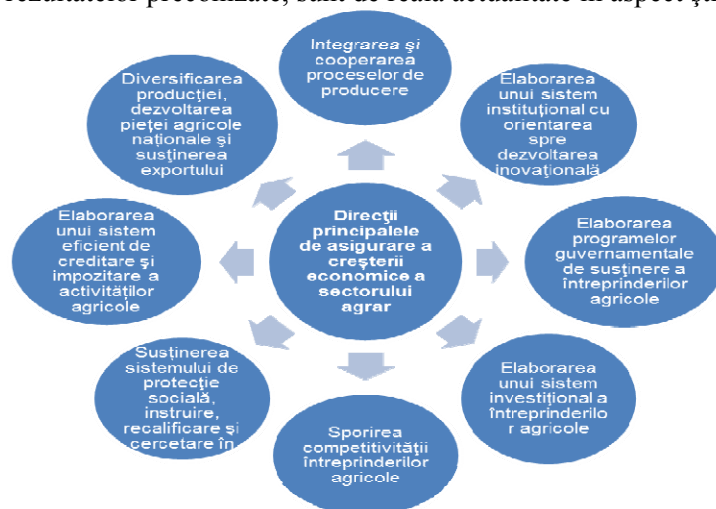 rezultatelor preconizate, sunt de reală actualitate în aspect şti
Integrarea şi
cooperarea
proceselor de
producere
Elaborarea
unui sistem
instituţional cu
orientarea
spre
dezvoltarea
inovaţională
Elaborarea
programelor
guvernamentale
de susţinere a
întreprinderilor
agricole
Elaborarea
unui sistem
investiţional a
întreprinderilo
r agricole
Sporirea
competitivităţii
întreprinderilor
agricole
Susţinerea
sistemului de
protecţie
socială,
instruire,
recalificare şi
cercetare în
Elaborarea
unui sistem
eficient de
creditare şi
impozitare a
activităţilor
agricole
Diversificarea
producţiei,
dezvoltarea
pieţei agricole
naţionale şi
susţinerea
exportului
Direcţii
principalele
de asigurare a
creşterii
economice a
sectorului
agrar